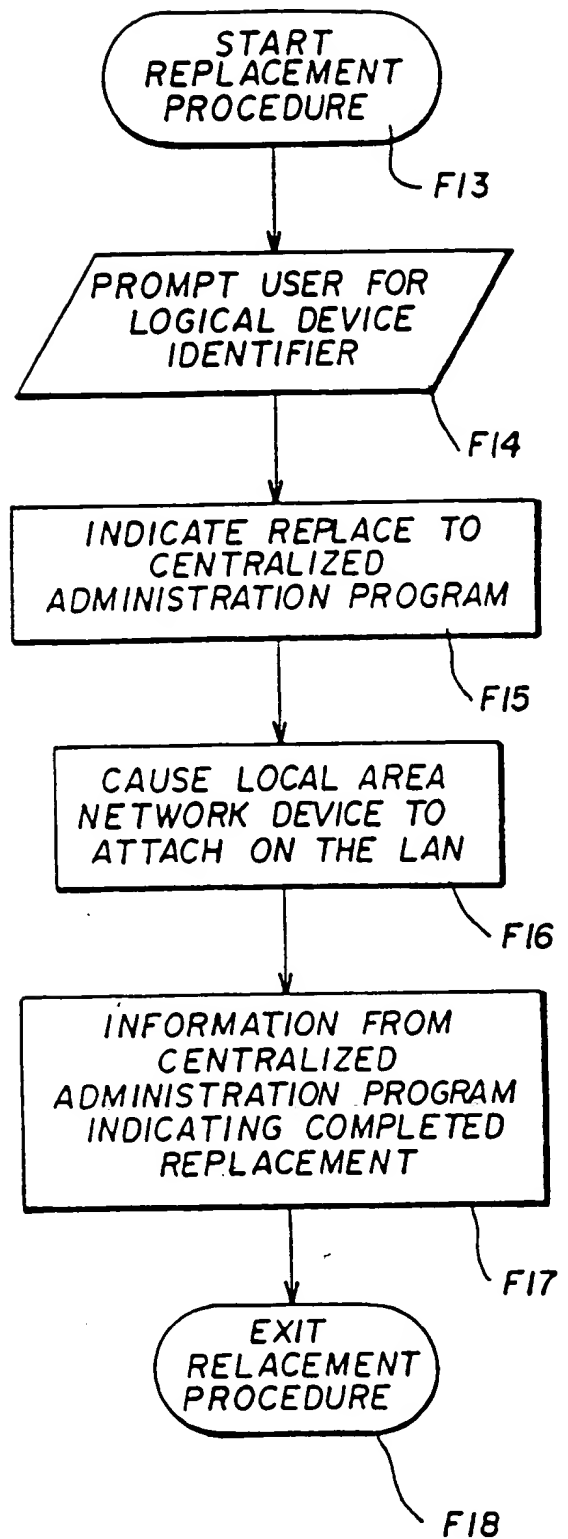 START
REPLACEMENT
PROCEDURE
F13
PROMPT USER FOR
LOGICAL DEVICE
IDENTIFIER
F14
INDICATE REPLACE TO
CENTRALIZED
ADMINISTRATION PROGRAM
F15
CAUSE LOCAL AREA
NETWORK DEVICE TO
ATTACH ON THE LAN
F16
INFORMATION FROM
CENTRALIZED
ADMINISTRATION PROGRAM
INDICATING COMPLETED
REPLACEMENT
F17
EXIT
RELACEMENT
PROCEDURE
F18